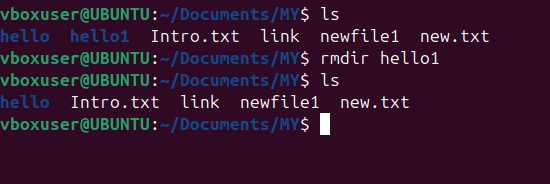 vboxuser@UBUNTU:~/Documents/MY$ ls
hello  hello1  Intro.txt  link  newfile1  new.txt
vboxuser@UBUNTU:~/Documents/MY$ rmdir hello1
vboxuser@UBUNTU:~/Documents/MY$ ls
hello  Intro.txt  link  newfile1  new.txt
vboxuser@UBUNTU:~/Documents/MY$